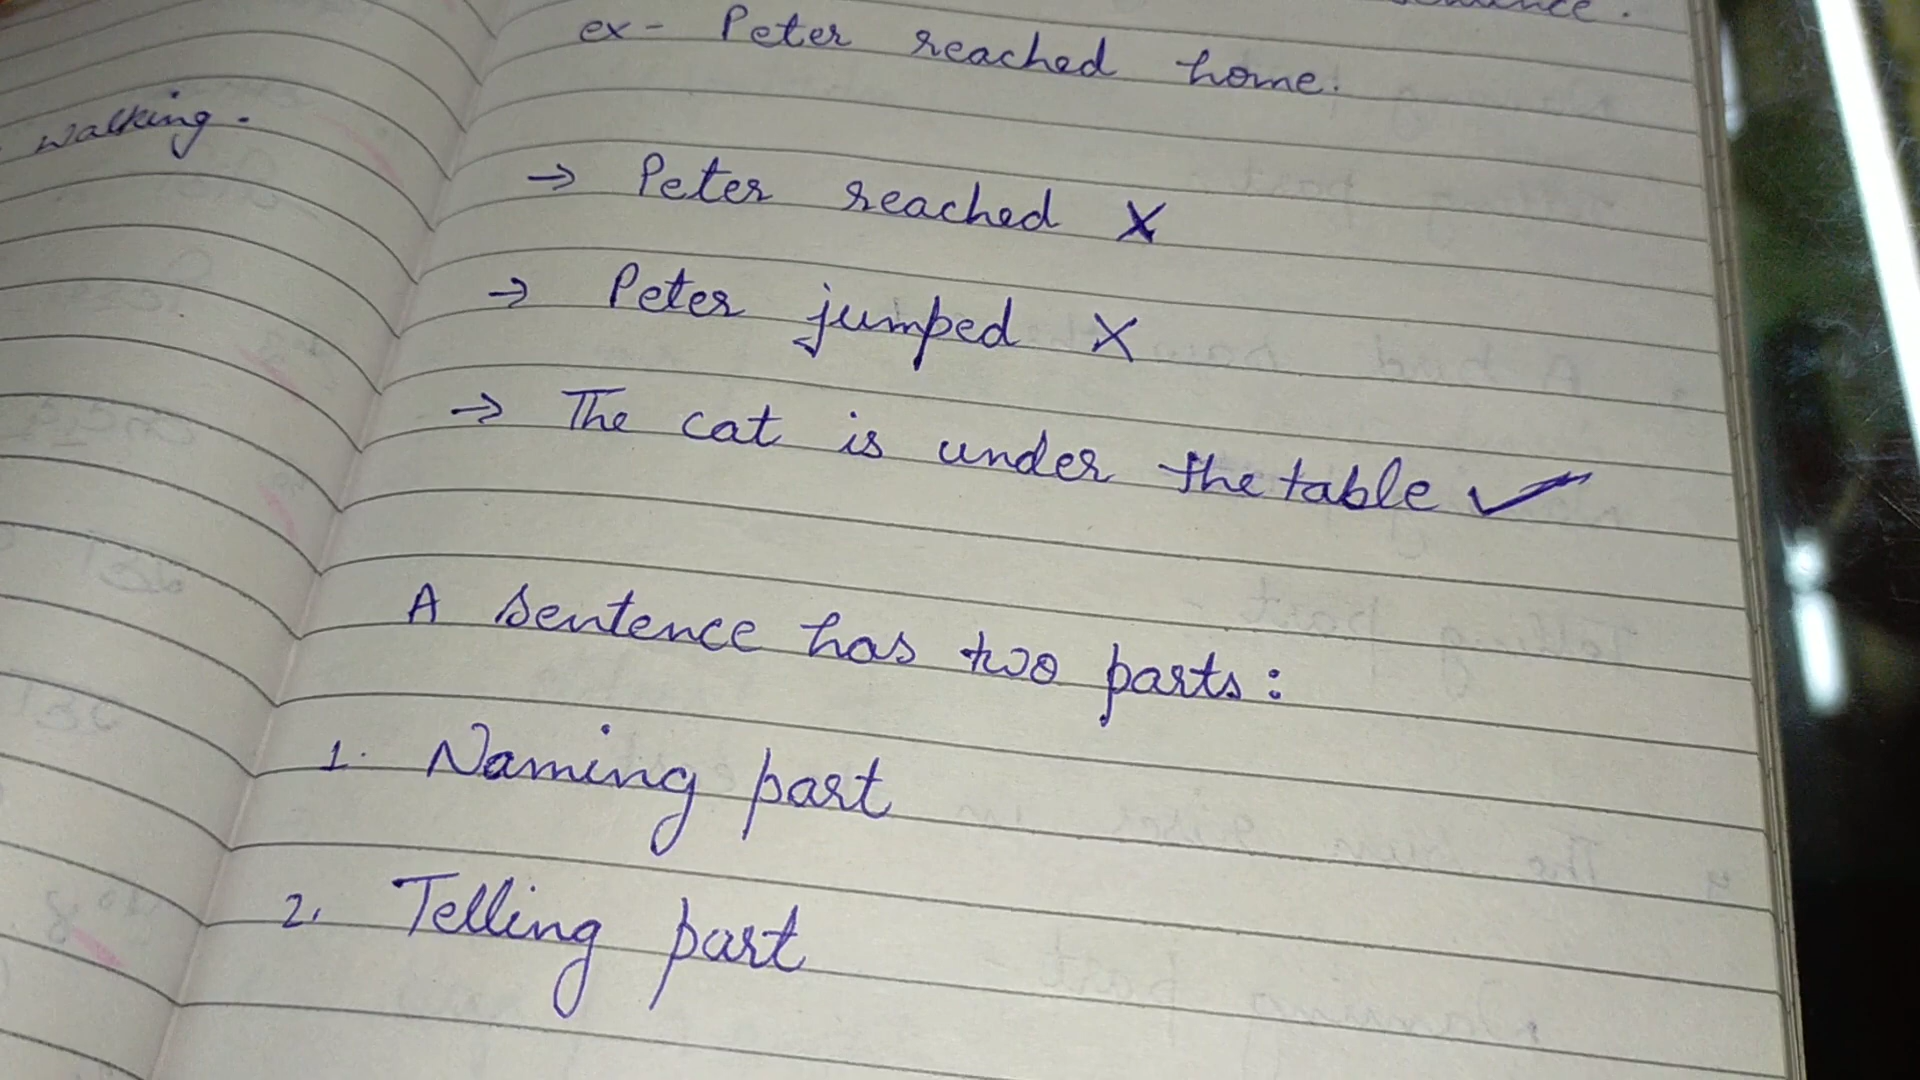 ex - Peter reached home.
walking.
→ Peter reached X
→ Peter jumped X
→ The cat is under the table ✓
A sentence has two parts:
1. Naming part
2. Telling part